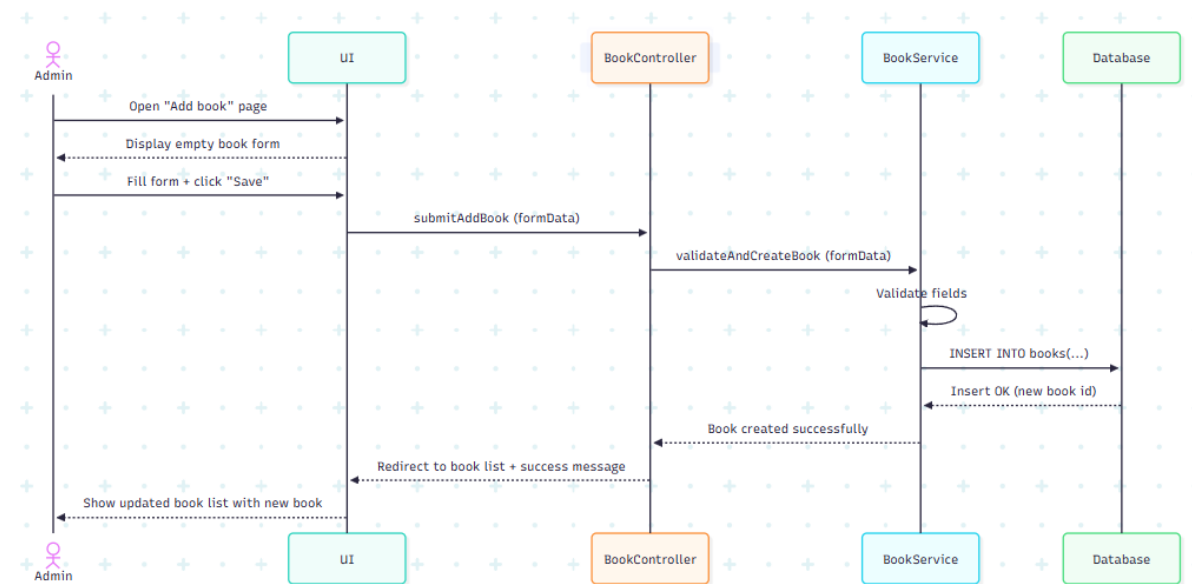 Admin
UI
BookController
BookService
Database
Open "Add book" page
Display empty book form
Fill form + click "Save"
submitAddBook (formData)
validateAndCreateBook (formData)
Validate fields
INSERT INTO books(...)
Insert OK (new book id)
Book created successfully
Redirect to book list + success message
Show updated book list with new book
Admin
UI
BookController
BookService
Database